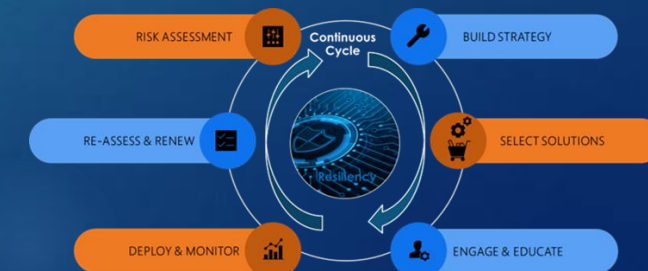 RISK ASSESSMENT
Continuous
Cycle
BUILD STRATEGY
RE-ASSESS & RENEW
Resiliency
SELECT SOLUTIONS
DEPLOY & MONITOR
ENGAGE & EDUCATE